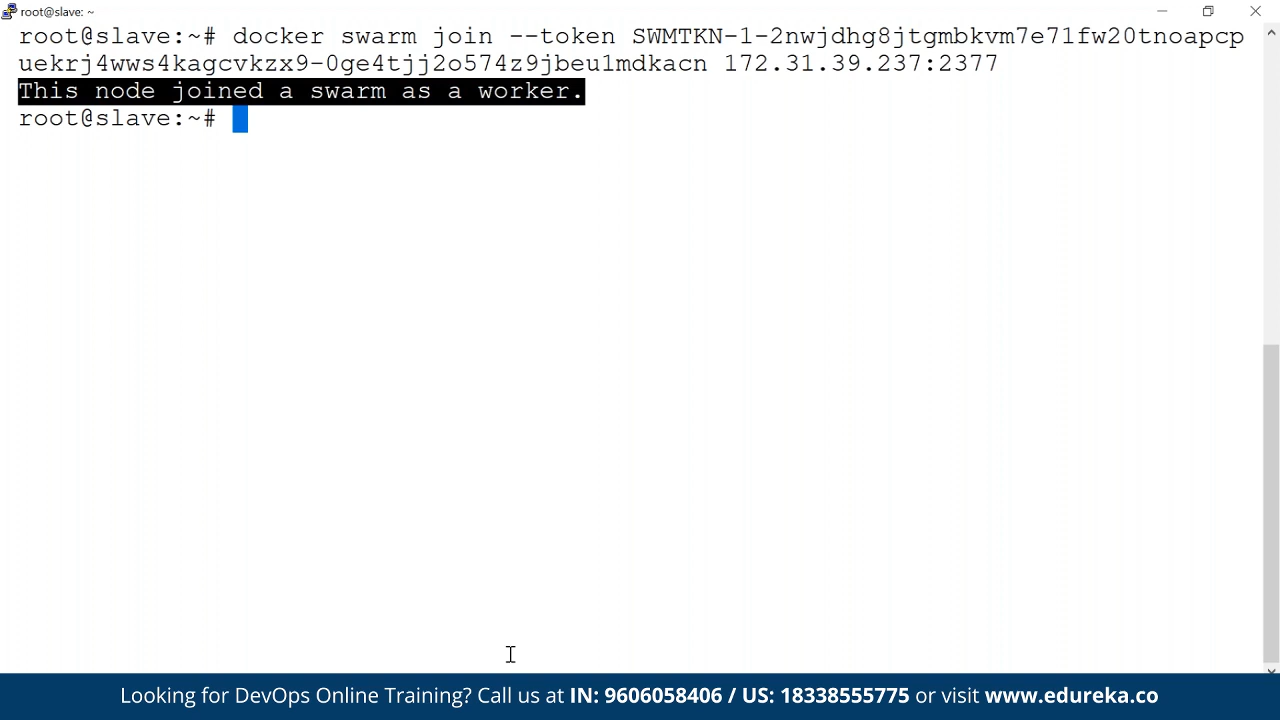 root@slave: ~
root@slave:~# docker swarm join --token SWMTKN-1-2nwjdhg8jtgmbkvm7e71fw20tnoapcp
uekrj4wws4kagcvkzx9-0ge4tjj2o574z9jbeu1mdkacn 172.31.39.237:2377
This node joined a swarm as a worker.
root@slave:~#
Looking for DevOps Online Training? Call us at IN: 9606058406 / US: 18338555775 or visit www.edureka.co